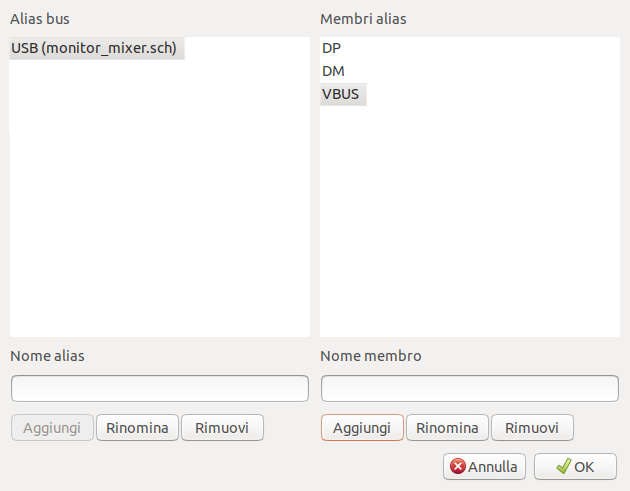 Alias bus
Membri alias
USB (monitor_mixer.sch)
DP
DM
VBUS
Nome alias
Nome membro
Aggiungi Rinomina Rimuovi
Aggiungi Rinomina Rimuovi
Annulla OK